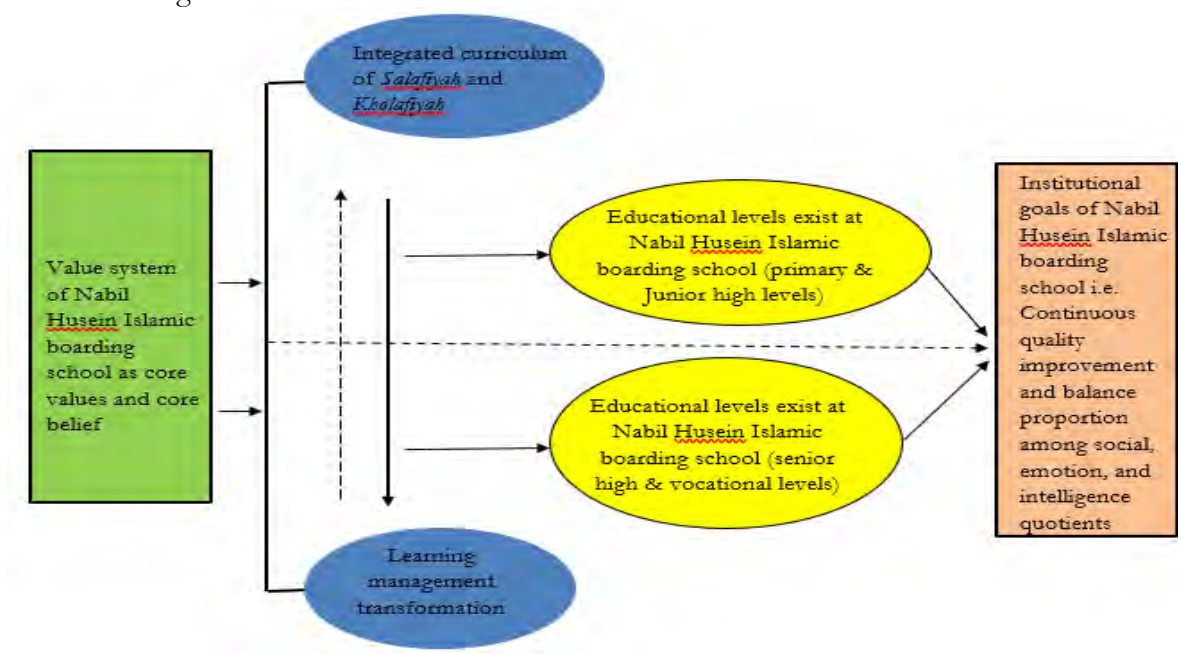 Integrated curriculum
of Salafiyah and
Kholafiyah
Value system
of Nabil
Husein Islamic
boarding
school as core
values and core
belief
Educational levels exist at
Nabil Husein Islamic
boarding school (primary &
Junior high levels)
Educational levels exist at
Nabil Husein Islamic
boarding school (senior
high & vocational levels)
Learning
management
transformation
Institutional
goals of Nabil
Husein Islamic
boarding
school i.e.
Continuous
quality
improvement
and balance
proportion
among social,
emotion, and
intelligence
quotients